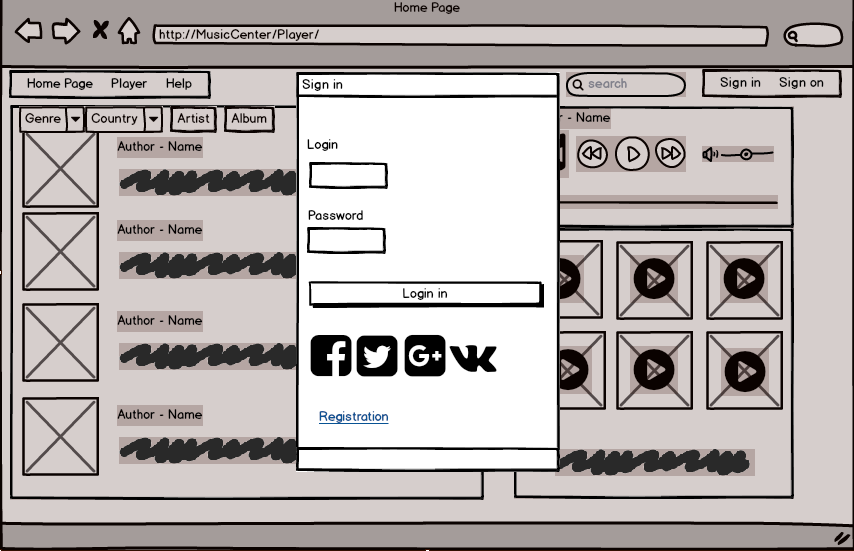 Home Page
http://MusicCenter/Player/
Home Page Player Help
Sign in
search
Sign in Sign on
Genre Country Artist Album
Author - Name
Author - Name
Author - Name
Author - Name
r - Name
Login
Password
Login in
Registration